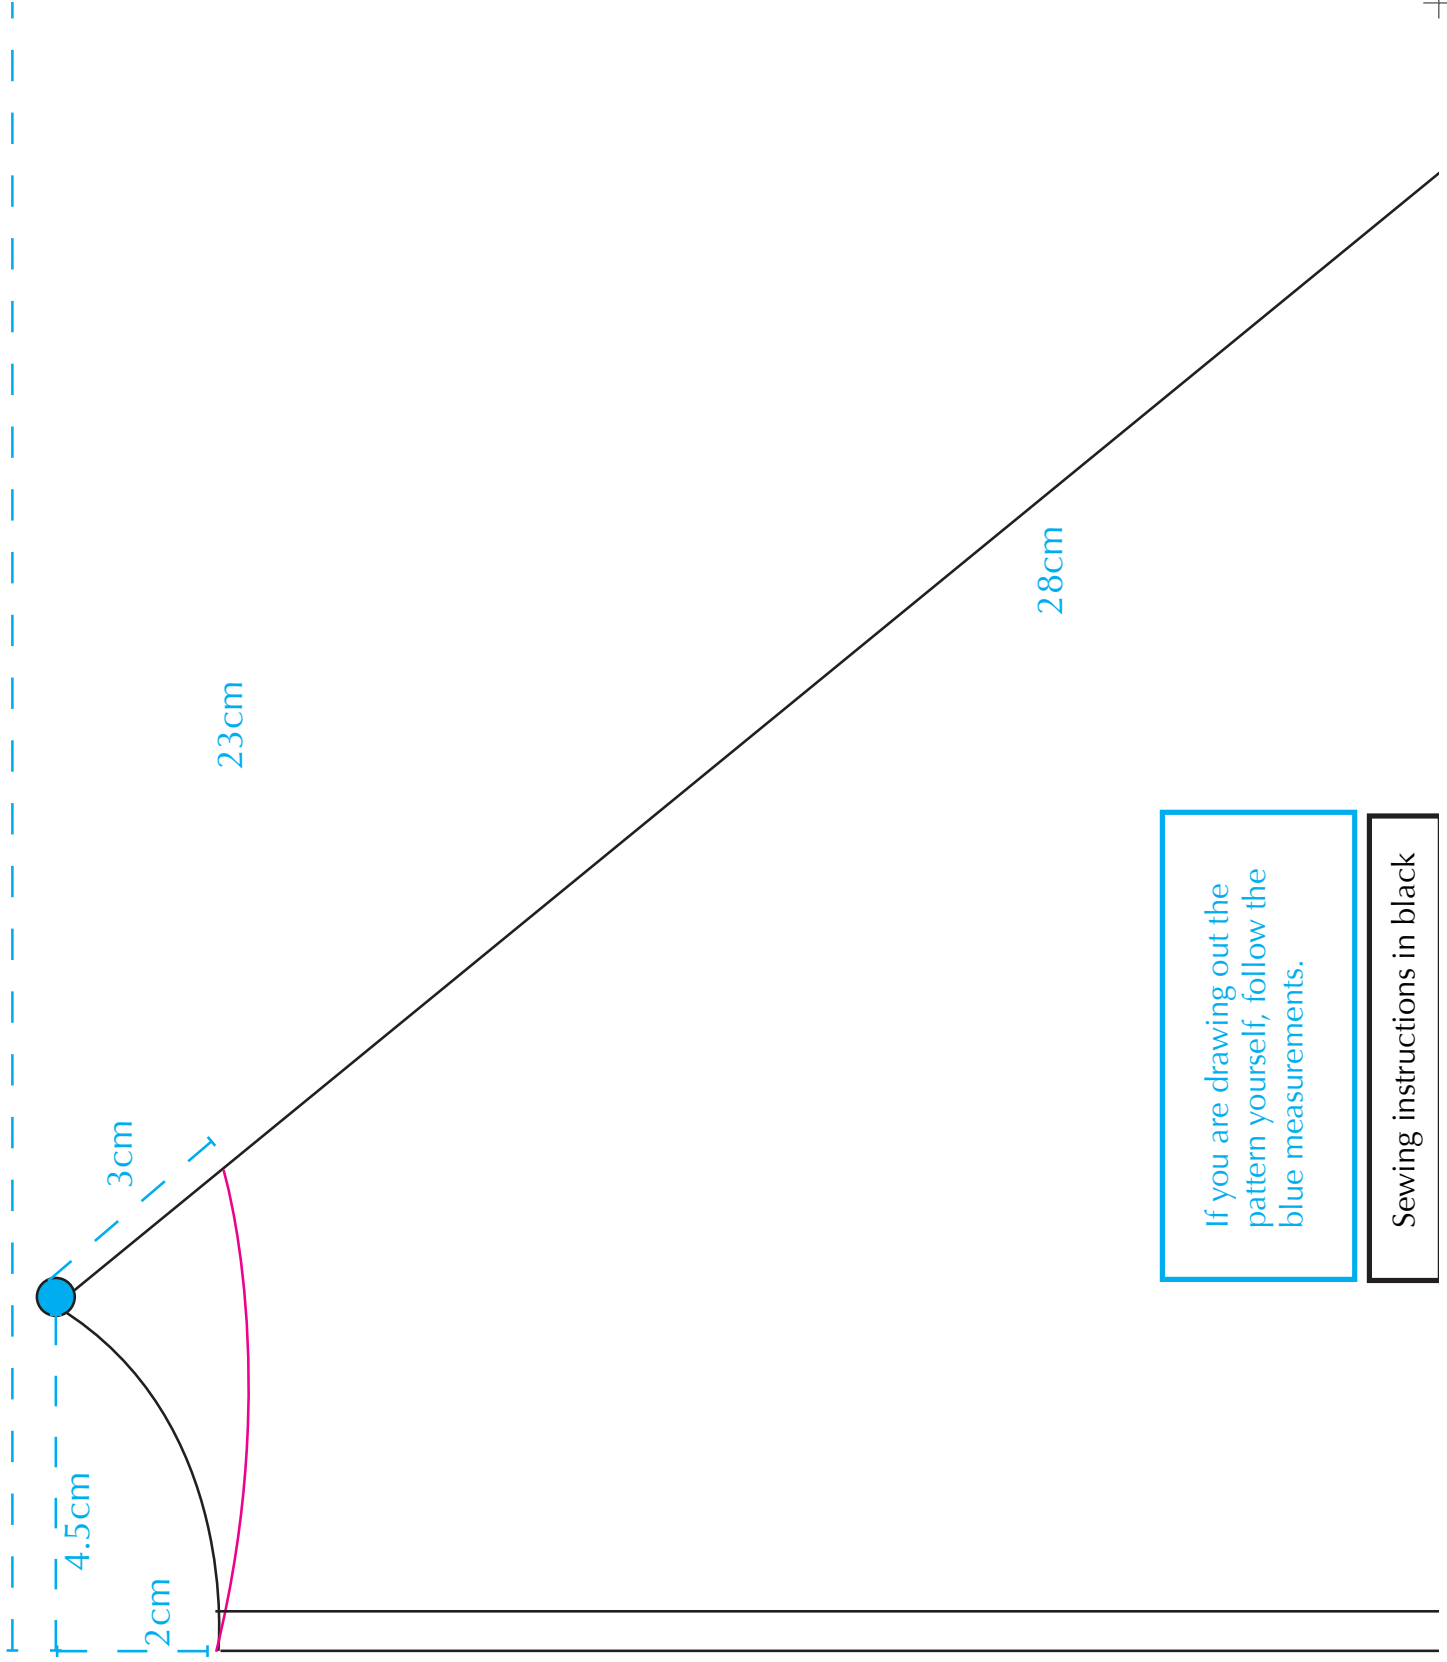 23cm
28cm
3cm
4.5cm
2cm
If you are drawing out the
pattern yourself, follow the
blue measurements.
Sewing instructions in black